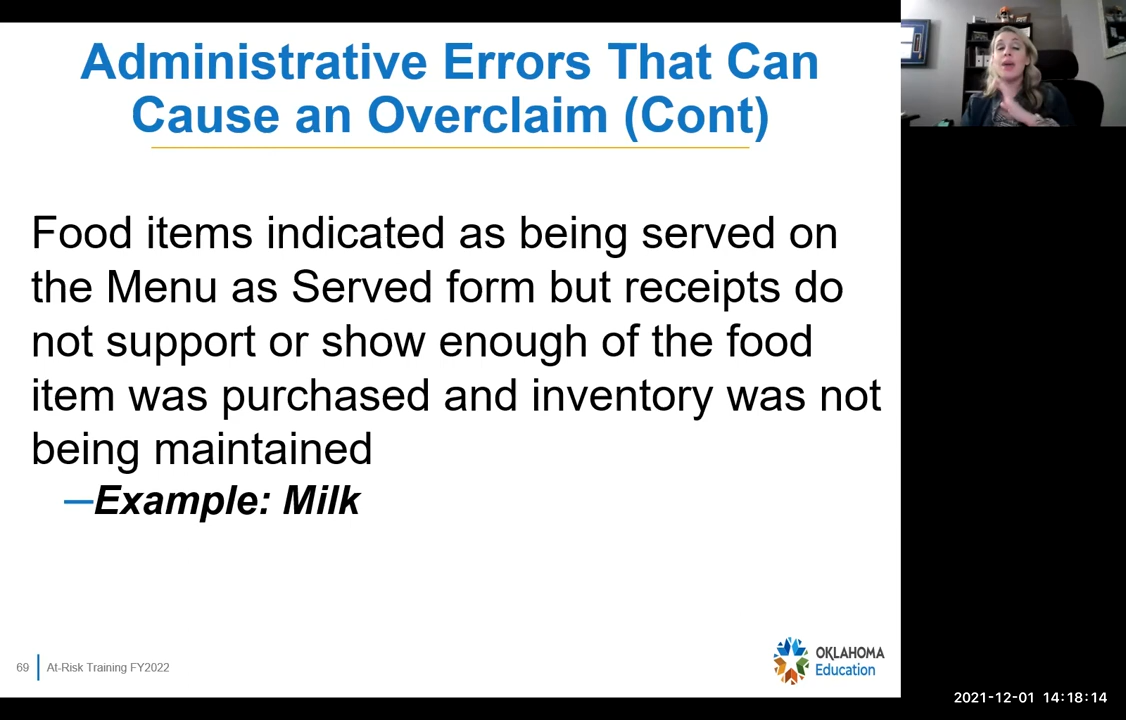 Administrative Errors That Can
Cause an Overclaim (Cont)
Food items indicated as being served on
the Menu as Served form but receipts do
not support or show enough of the food
item was purchased and inventory was not
being maintained
—Example: Milk
69
At-Risk Training FY2022
OKLAHOMA
Education
2021-12-01 14:18:14